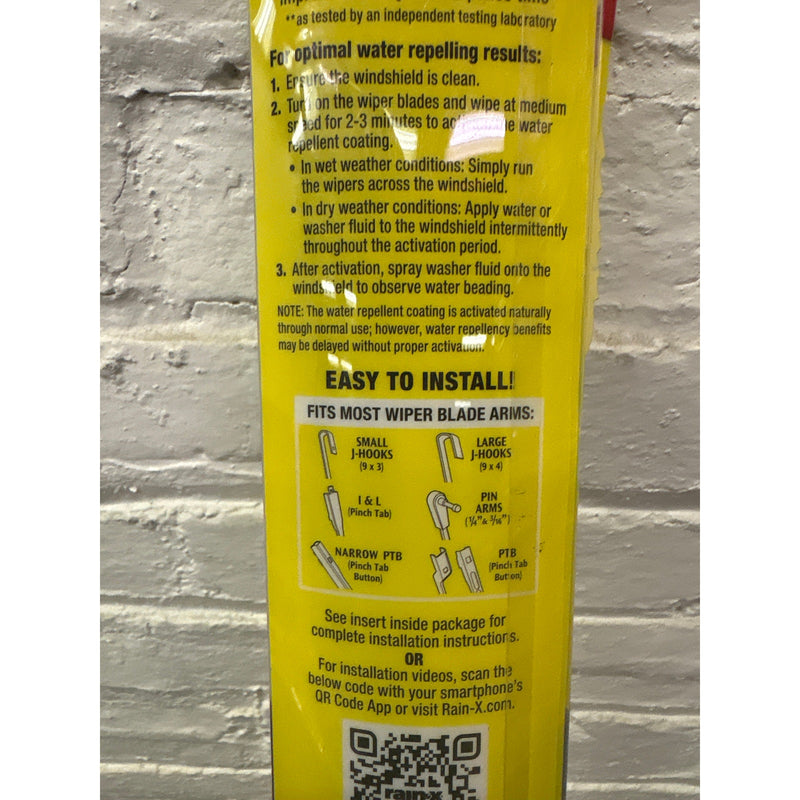 **as tested by an independent testing laboratory
For optimal water repelling results:
1. Ensure the windshield is clean.
2. Turn on the wiper blades and wipe at medium
speed for 2-3 minutes to activate the water
repellent coating.
• In wet weather conditions: Simply run
the wipers across the windshield.
• In dry weather conditions: Apply water or
washer fluid to the windshield intermittently
throughout the activation period.
3. After activation, spray washer fluid onto the
windshield to observe water beading.
NOTE: The water repellent coating is activated naturally
through normal use; however, water repellency benefits
may be delayed without proper activation.
EASY TO INSTALL!
FITS MOST WIPER BLADE ARMS:
SMALL
J-HOOKS
(9 x 3)
LARGE
J-HOOKS
(9 x 4)
I & L
(Pinch Tab)
PIN
ARMS
(1/4" & 3/16")
NARROW PTB
(Pinch Tab
Button)
PTB
(Pinch Tab
Button)
See insert inside package for
complete installation instructions.
OR
For installation videos, scan the
below code with your smartphone's
QR Code App or visit Rain-X.com.
rain-x